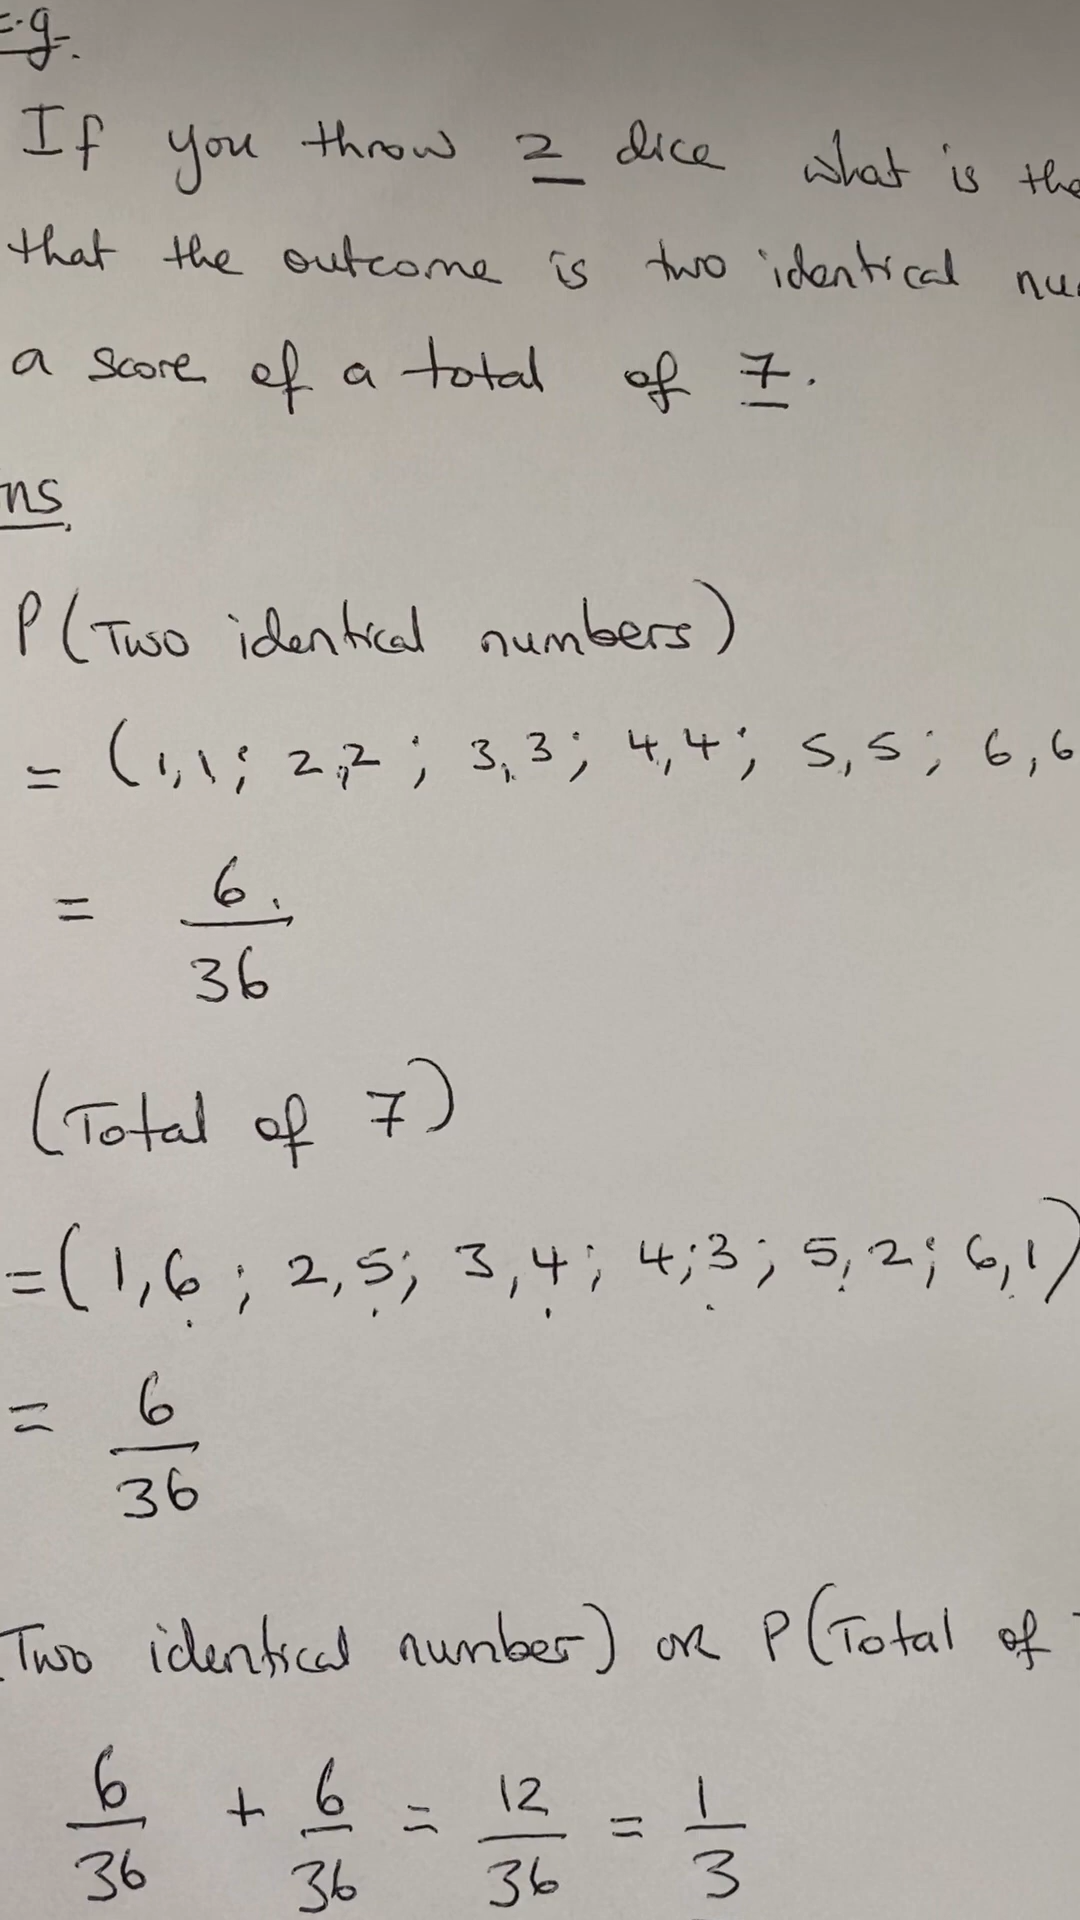 E.g.
If you throw 2 dice what is the
that the outcome is two identical nu
a score of a total of 7.
ns.
P (Two identical numbers)
= (1,1; 2,2; 3,3; 4,4; 5,5; 6,6
= 6/36
(Total of 7)
= (1,6; 2,5; 3,4; 4;3; 5,2; 6,1)
= 6/36
Two identical number) or P(Total of
6/36 + 6/36 = 12/36 = 1/3